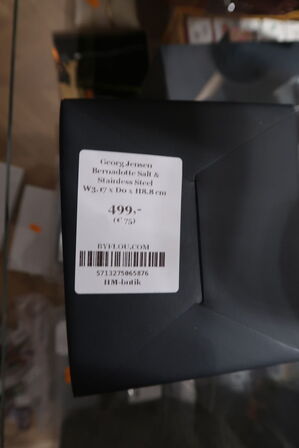 Georg Jensen
Bernadotte Salt &
Stainless Steel
W3.17 x D0 x H8.8 cm
499,-
(€ 75)
BYFLOU.COM
5713275065876
HM-butik